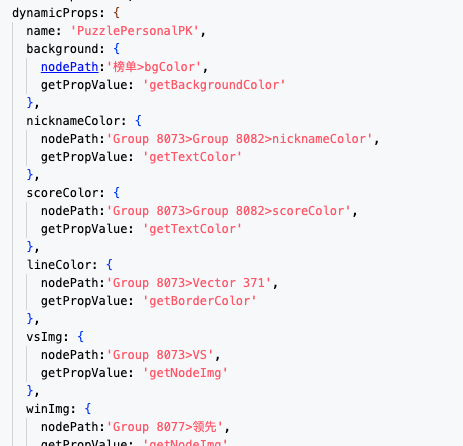 dynamicProps: {
name: 'PuzzlePersonalPK',
background: {
nodePath:'榜单>bgColor',
getPropValue: 'getBackgroundColor'
},
nicknameColor: {
nodePath:'Group 8073>Group 8082>nicknameColor',
getPropValue: 'getTextColor'
},
scoreColor: {
nodePath:'Group 8073>Group 8082>scoreColor',
getPropValue: 'getTextColor'
},
lineColor: {
nodePath:'Group 8073>Vector 371',
getPropValue: 'getBorderColor'
},
vsImg: {
nodePath:'Group 8073>VS',
getPropValue: 'getNodeImg'
},
winImg: {
nodePath:'Group 8077>领先',
getPropValue: 'getNodeImg'